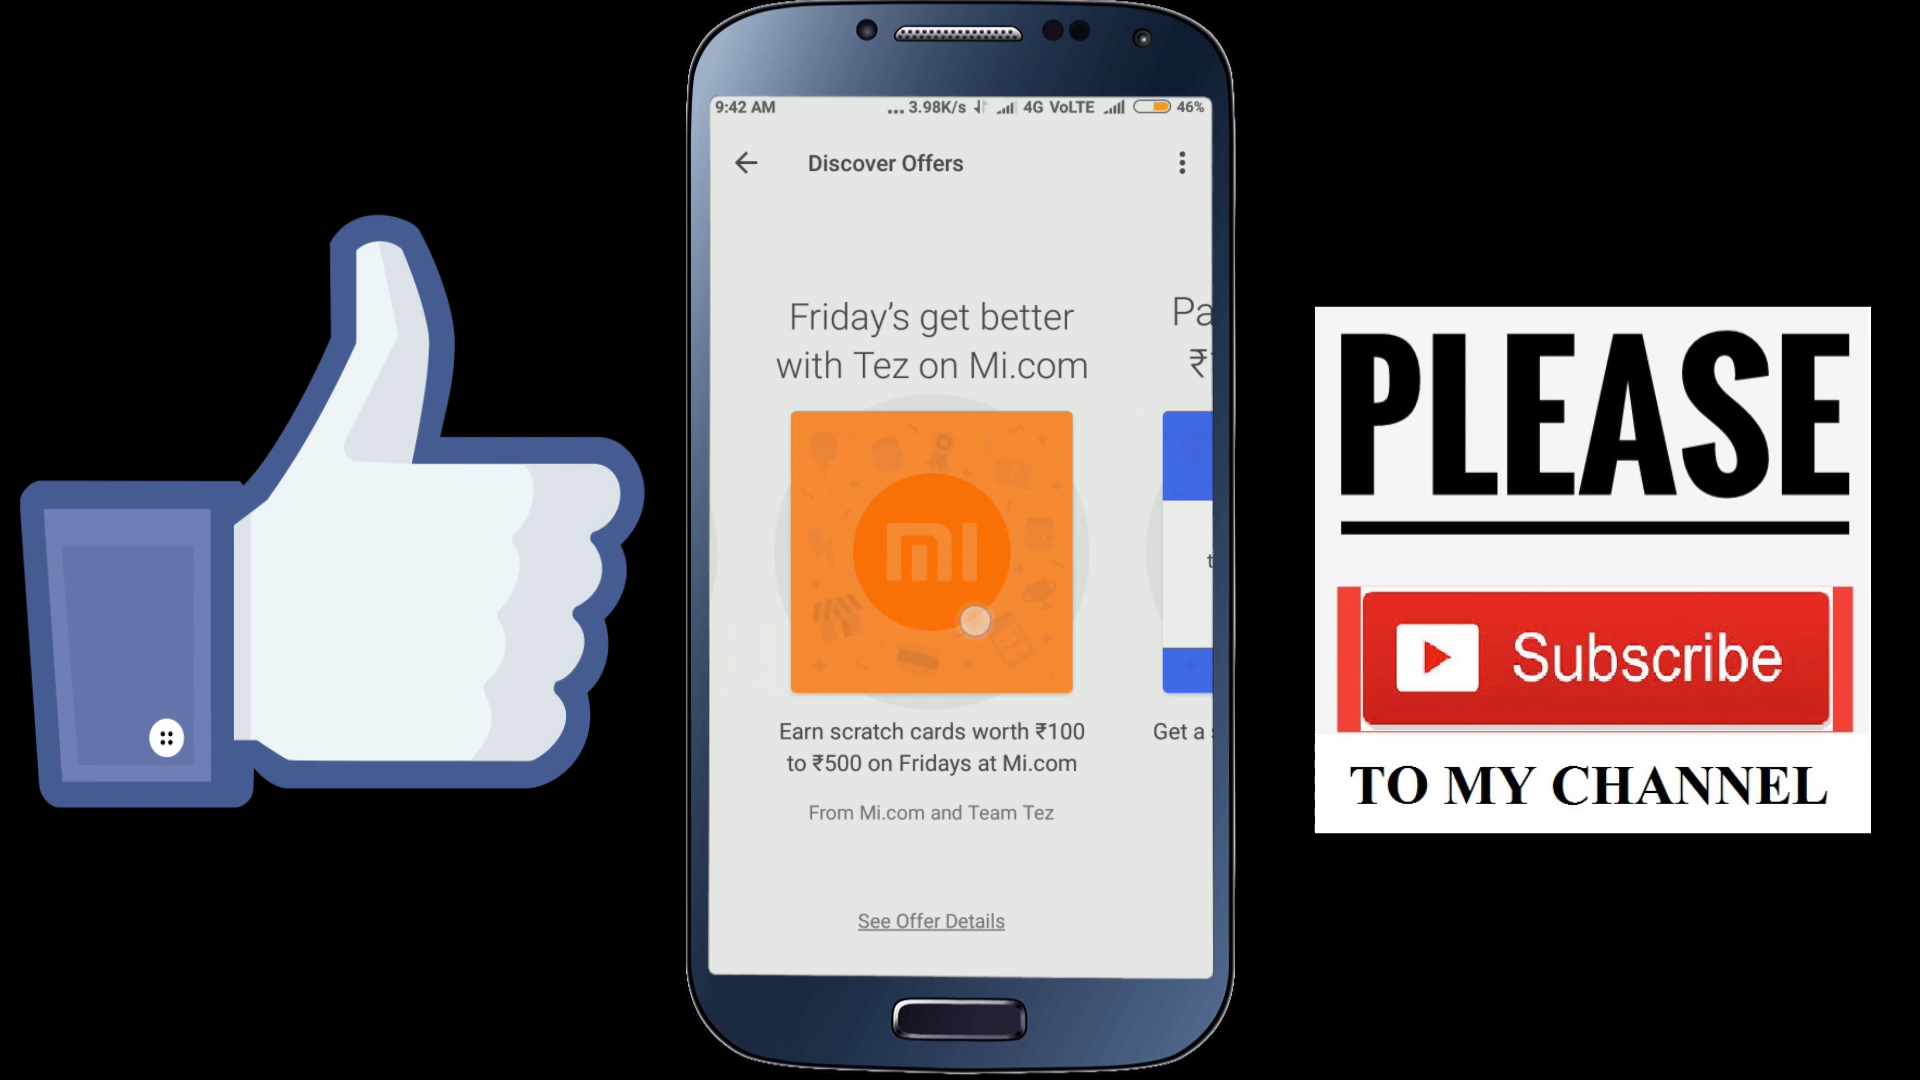 9:42 AM ... 3.98K/s 4G VoLTE 46%
Discover Offers
Friday's get better
with Tez on Mi.com
Pa
₹
MI
t
Earn scratch cards worth ₹100
to ₹500 on Fridays at Mi.com
Get a
From Mi.com and Team Tez
See Offer Details
PLEASE
Subscribe
TO MY CHANNEL